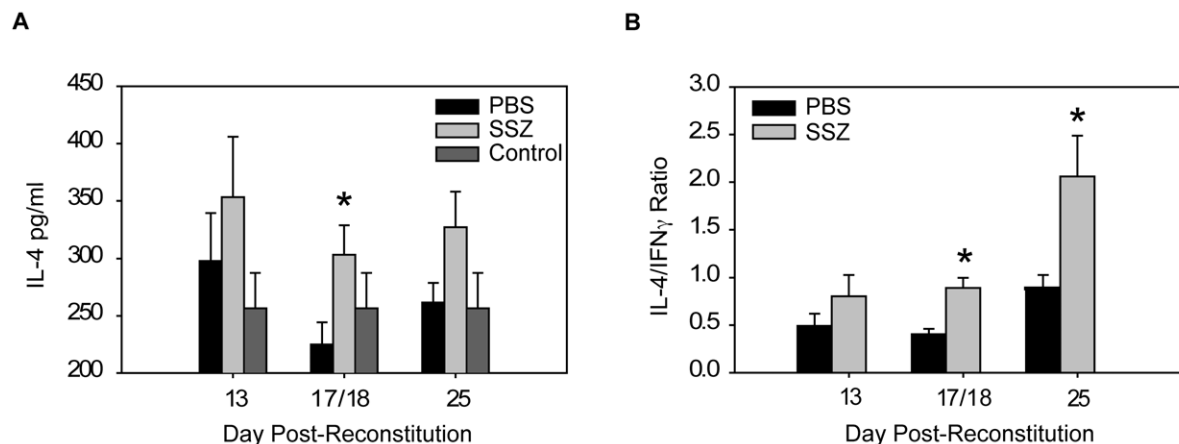 A
450
400
350
300
250
200
IL-4 pg/ml
PBS
SSZ
Control
*
13 17/18 25
Day Post-Reconstitution
B
3.0
2.5
2.0
1.5
1.0
0.5
0.0
IL-4/IFNγ Ratio
PBS
SSZ
*
*
13 17/18 25
Day Post-Reconstitution